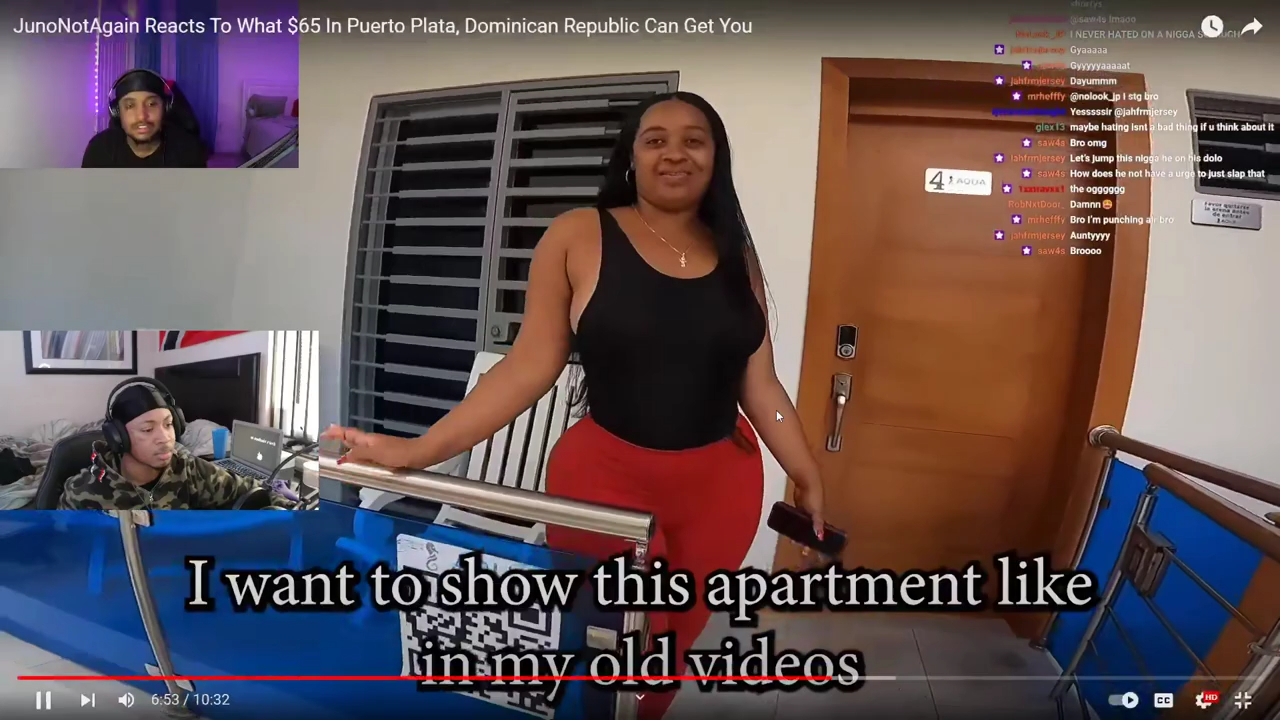 JunoNotAgain Reacts To What $65 In Puerto Plata, Dominican Republic Can Get You
@saw4s lmado
I NEVER HATED ON A NIGGA
Gyaaaaa
Gyyyyyaaaaat
jahfrmjersey Dayummm
mrhefffy @nolook_jp I stg bro
Yesssssir @jahfrmjersey
glex13 maybe hating isnt a bad thing if u think about it
saw4s Bro omg
jahfrmjersey Let's jump this nigga he on his dolo
saw4s How does he not have a urge to just slap that
the ogggggg
RobNxtDoor_ Damnn🥰
mrhefffy Bro I'm punching air bro
jahfrmjersey Auntyyyy
saw4s Broooo
4 AQUA
I want to show this apartment like
in my old videos
6:53 / 10:32
CC
HD